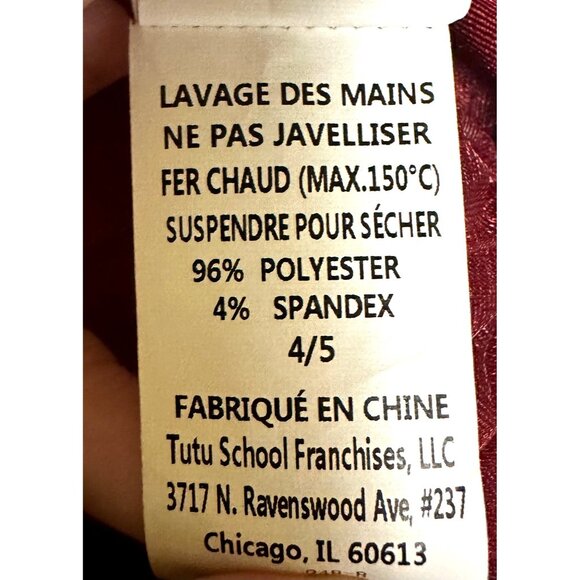 LAVAGE DES MAINS
NE PAS JAVELLISER
FER CHAUD (MAX.150°C)
SUSPENDRE POUR SÉCHER
96% POLYESTER
4% SPANDEX
4/5
FABRIQUÉ EN CHINE
Tutu School Franchises, LLC
3717 N. Ravenswood Ave, #237
Chicago, IL 60613